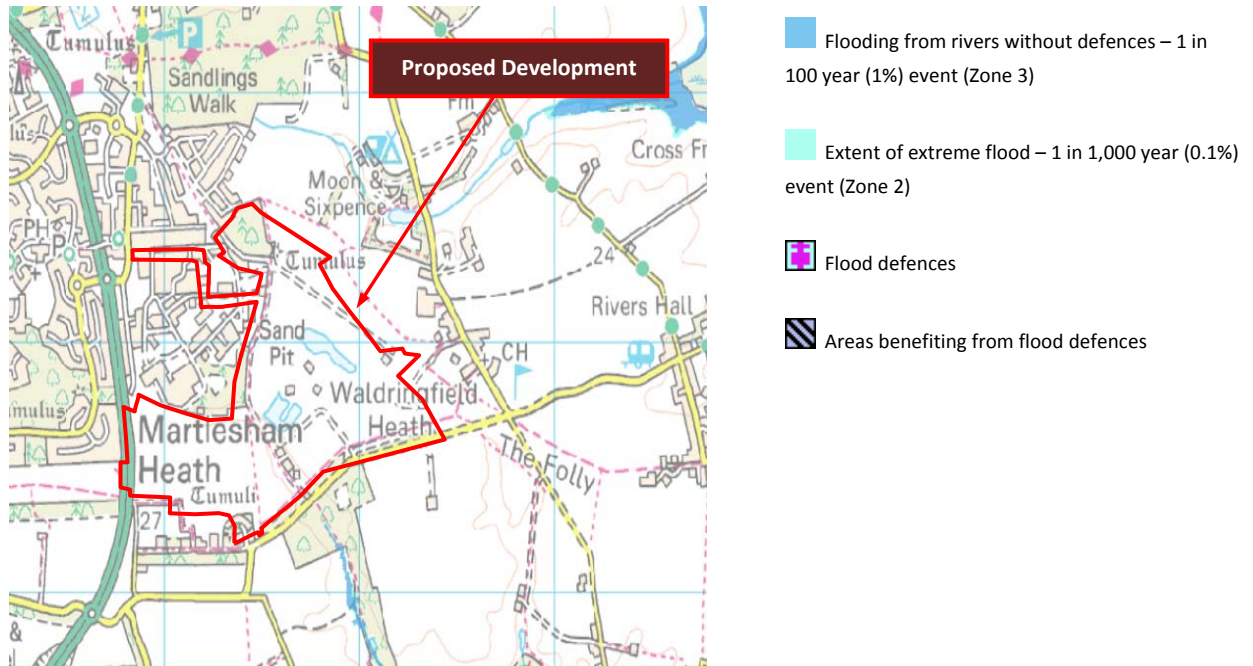 Tumulus
P
Sandlings
Walk
Proposed Development
Fm
Cross Fr
Moon &
Sixpence
PH
P
Tumulus
24
Rivers Hall
Sand
Pit
CH
Waldringfield
Heath
Martlesham
Heath
The Folly
Tumuli
27
&
Flooding from rivers without defences – 1 in
100 year (1%) event (Zone 3)
Extent of extreme flood – 1 in 1,000 year (0.1%)
event (Zone 2)
Flood defences
Areas benefiting from flood defences